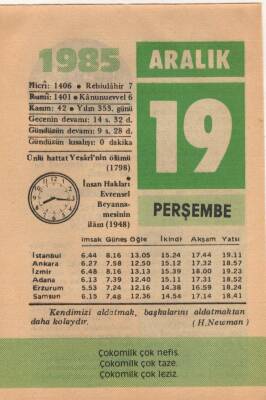 1985
ARALIK
Hicrî: 1406 • Rebiulâhir 7
Rumî: 1401 • Kânunuevvel 6
Kasım: 42 • Yılın 353. günü
Gecenin devamı: 14 s. 32 d.
Gündüzün devamı: 9 s. 28 d.
Gündüzün kısalışı: 0 dakika
Ünlü hattat Yesârî'nin ölümü
(1798)
• İnsan Hakları
Evrensel
Beyanna-
mesinin
ilânı (1948)
19
PERŞEMBE
imsak Güneş Öğle İkindi Akşam Yatsı
İstanbul 6,44 8,16 13,05 15,24 17,44 19,11
Ankara 6,27 7,58 12,50 15,12 17,32 18,57
İzmir 6,48 8,16 13,13 15,39 18,00 19,23
Adana 6,13 7,39 12,40 15,11 17,31 18,52
Erzurum 5,53 7,24 12,16 14,38 16,59 18,24
Samsun 6,15 7,48 12,36 14,54 17,14 18,41
Kendimizi aldatmak, başkalarını aldatmaktan
daha kolaydır. (H.Newman)
Çokomilk çok nefis.
Çokomilk çok taze.
Çokomilk çok leziz.